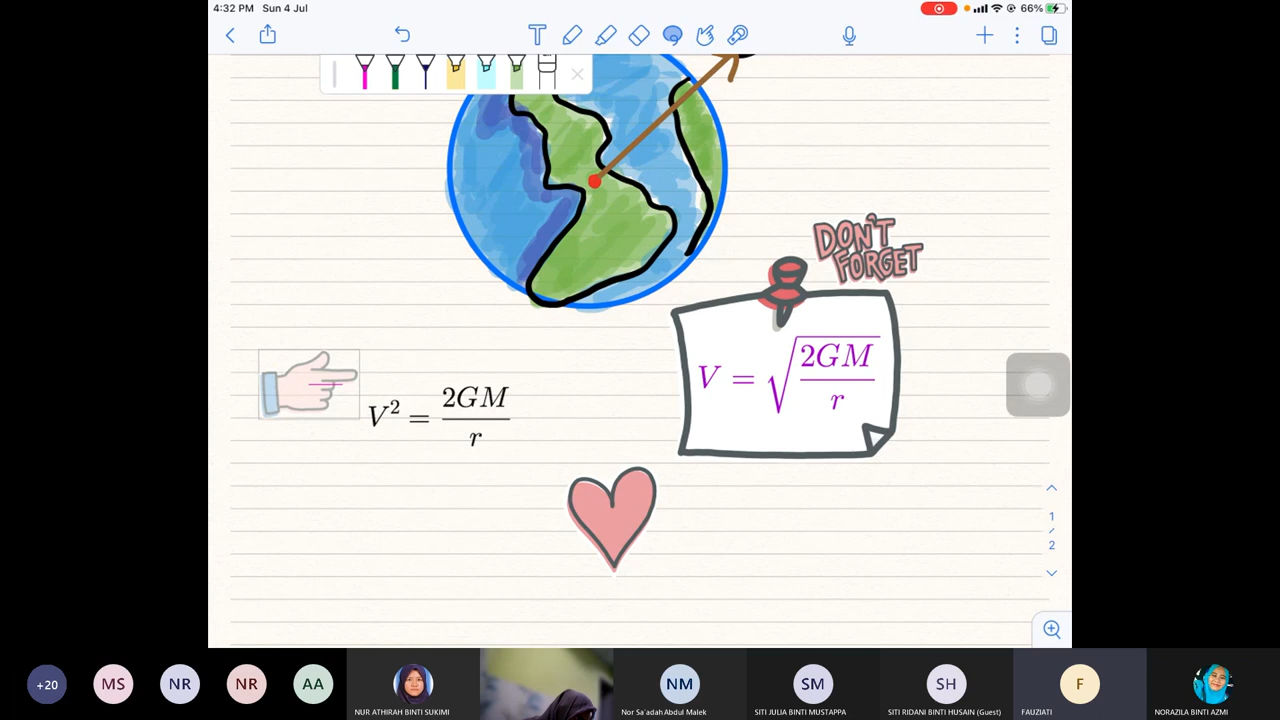 4:32 PM Sun 4 Jul
66%
T
DON'T
FORGET
V = √(2GM/r)
V² = 2GM/r
1
/
2
+20
MS
NR
NR
AA
NM
SM
SH
F
NUR ATHIRAH BINTI SUKIMI
Nor Sa'adah Abdul Malek
SITI JULIA BINTI MUSTAPPA
SITI RIDANI BINTI HUSAIN (Guest)
FAUZIATI
NORAZILA BINTI AZMI